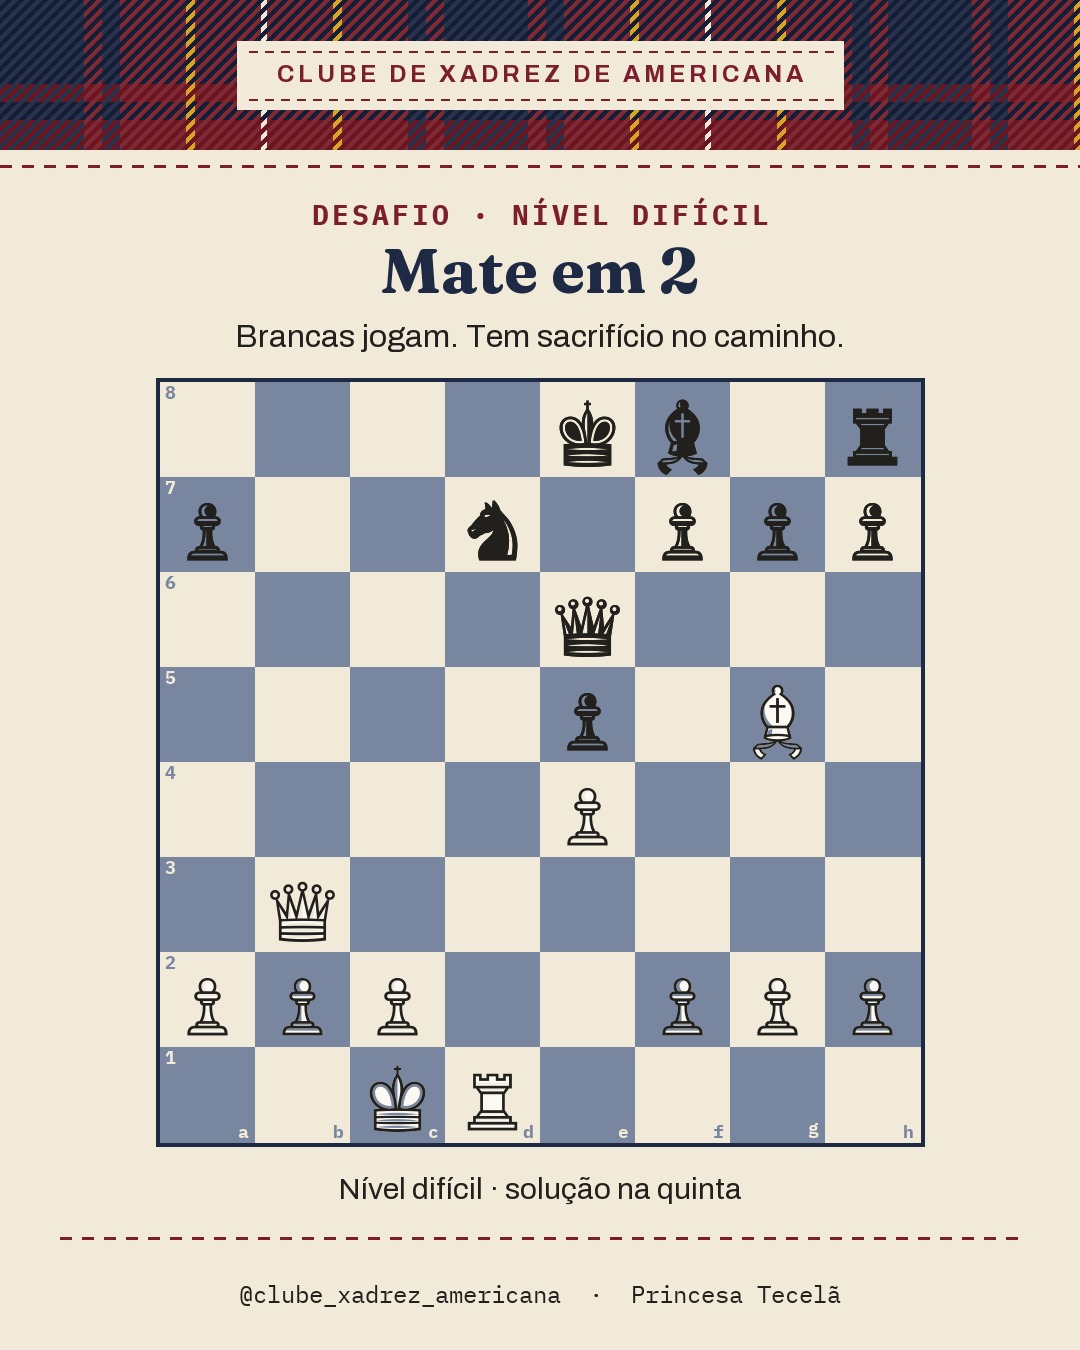 CLUBE DE XADREZ DE AMERICANA
DESAFIO · NÍVEL DIFÍCIL
Mate em 2
Brancas jogam. Tem sacrifício no caminho.
8
7
6
5
4
3
2
1
a b c d e f g h
Nível difícil · solução na quinta
@clube_xadrez_americana · Princesa Tecelã